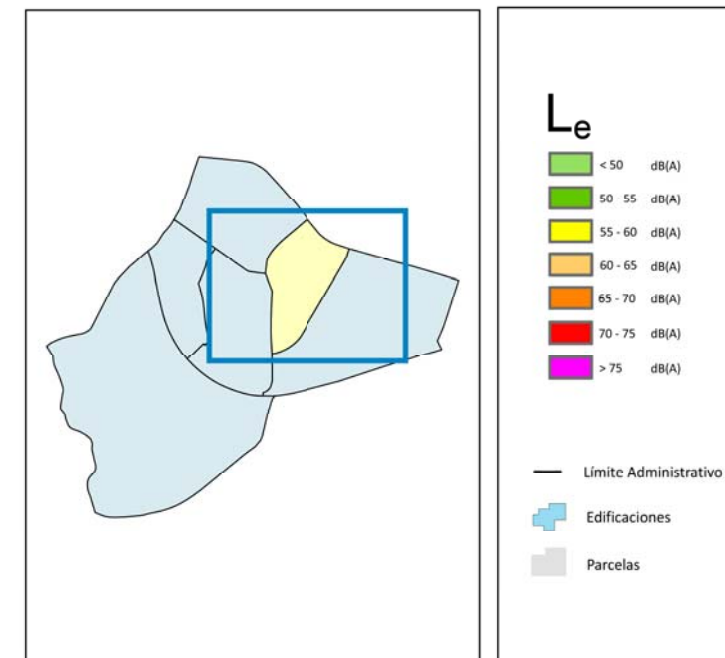 Le
< 50 dB(A)
50 55 dB(A)
55 - 60 dB(A)
60 - 65 dB(A)
65 - 70 dB(A)
70 - 75 dB(A)
> 75 dB(A)
Límite Administrativo
Edificaciones
Parcelas